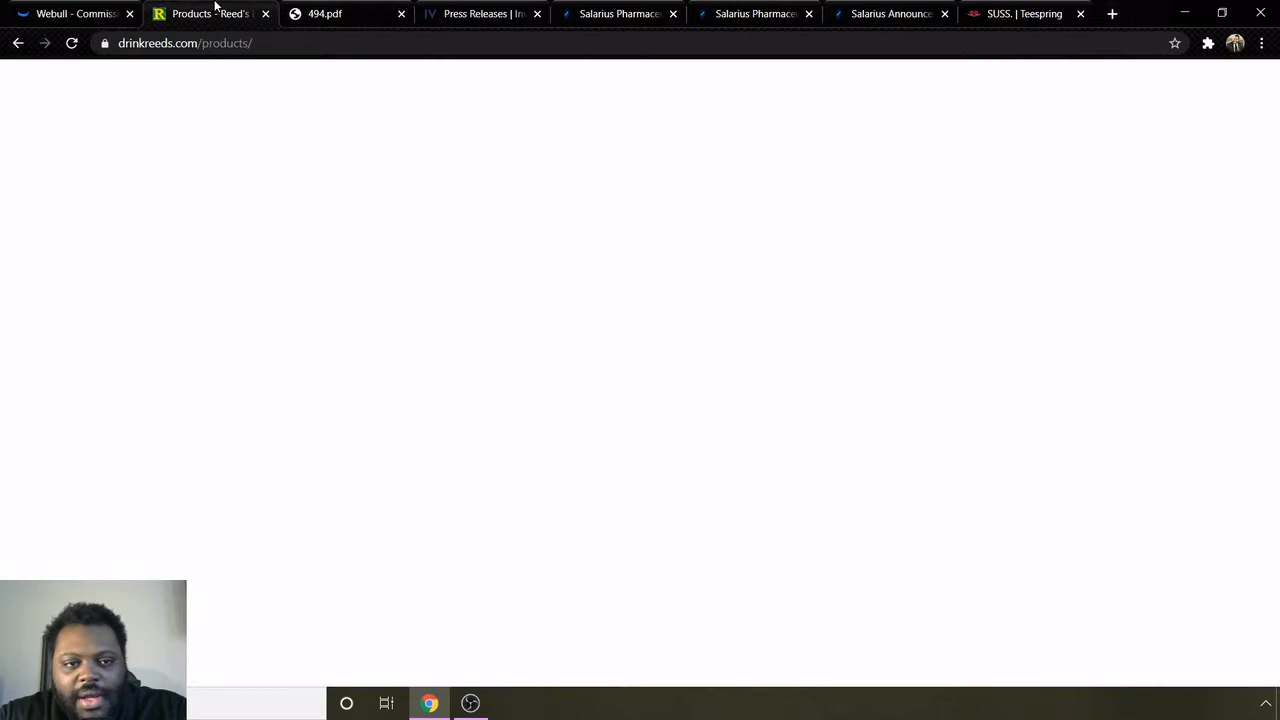 Webull - Commiss
Products - Reed's
494.pdf
Press Releases | In
Salarius Pharmace
Salarius Pharmace
Salarius Announce
SUSS. | Teespring
drinkreeds.com/products/